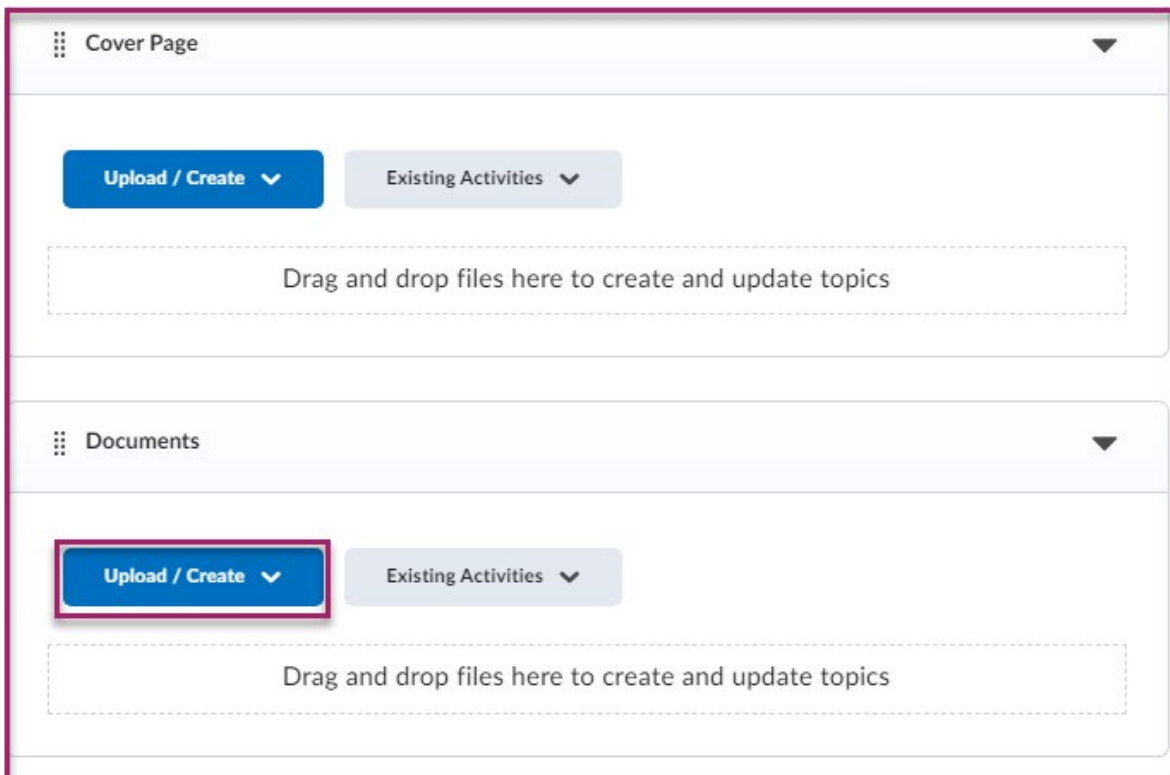 Cover Page
Upload / Create
Existing Activities
Drag and drop files here to create and update topics
Documents
Upload / Create
Existing Activities
Drag and drop files here to create and update topics